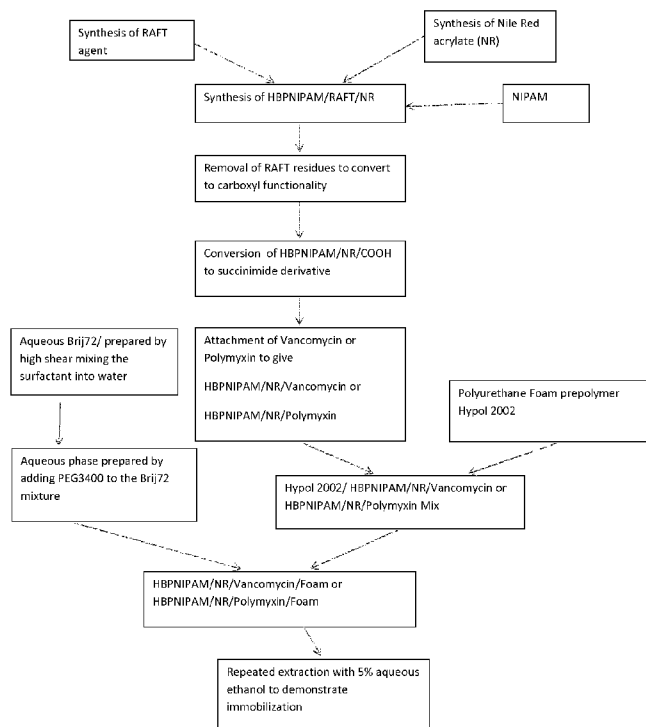 Synthesis of RAFT
agent
Synthesis of Nile Red
acrylate (NR)
Synthesis of HBPNIPAM/RAFT/NR
NIPAM
Removal of RAFT residues to convert
to carboxyl functionality
Conversion of HBPNIPAM/NR/COOH
to succinimide derivative
Aqueous Brij72/ prepared by
high shear mixing the
surfactant into water
Attachment of Vancomycin or
Polymyxin to give
HBPNIPAM/NR/Vancomycin or
HBPNIPAM/NR/Polymyxin
Polyurethane Foam prepolymer
Hypol 2002
Aqueous phase prepared by
adding PEG3400 to the Brij72
mixture
Hypol 2002/ HBPNIPAM/NR/Vancomycin or
HBPNIPAM/NR/Polymyxin Mix
HBPNIPAM/NR/Vancomycin/Foam or
HBPNIPAM/NR/Polymyxin/Foam
Repeated extraction with 5% aqueous
ethanol to demonstrate
immobilization